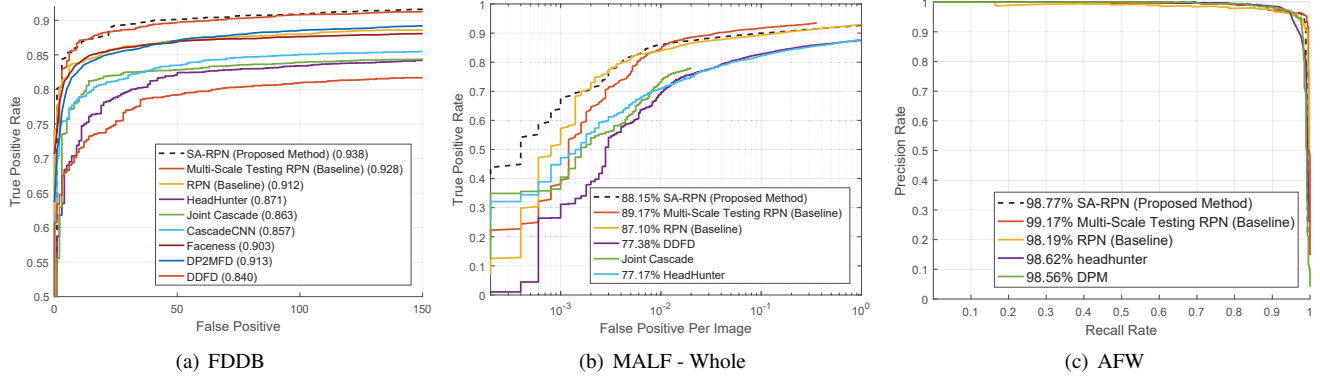 True Positive Rate
0.9
0.85
0.8
0.75
0.7
0.65
0.6
0.55
0.5
SA-RPN (Proposed Method) (0.938)
Multi-Scale Testing RPN (Baseline) (0.928)
RPN (Baseline) (0.912)
HeadHunter (0.871)
Joint Cascade (0.863)
CascadeCNN (0.857)
Faceness (0.903)
DP2MFD (0.913)
DDFD (0.840)
0 50 100 150
False Positive
(a) FDDB
True Positive Rate
1
0.9
0.8
0.7
0.6
0.5
0.4
0.3
0.2
0.1
0
88.15% SA-RPN (Proposed Method)
89.17% Multi-Scale Testing RPN (Baseline)
87.10% RPN (Baseline)
77.38% DDFD
Joint Cascade
77.17% HeadHunter
10-3 10-2 10-1 100
False Positive Per Image
(b) MALF - Whole
Precision Rate
1
0.9
0.8
0.7
0.6
0.5
0.4
0.3
0.2
0.1
0
98.77% SA-RPN (Proposed Method)
99.17% Multi-Scale Testing RPN (Baseline)
98.19% RPN (Baseline)
98.62% headhunter
98.56% DPM
0.1 0.2 0.3 0.4 0.5 0.6 0.7 0.8 0.9 1
Recall Rate
(c) AFW